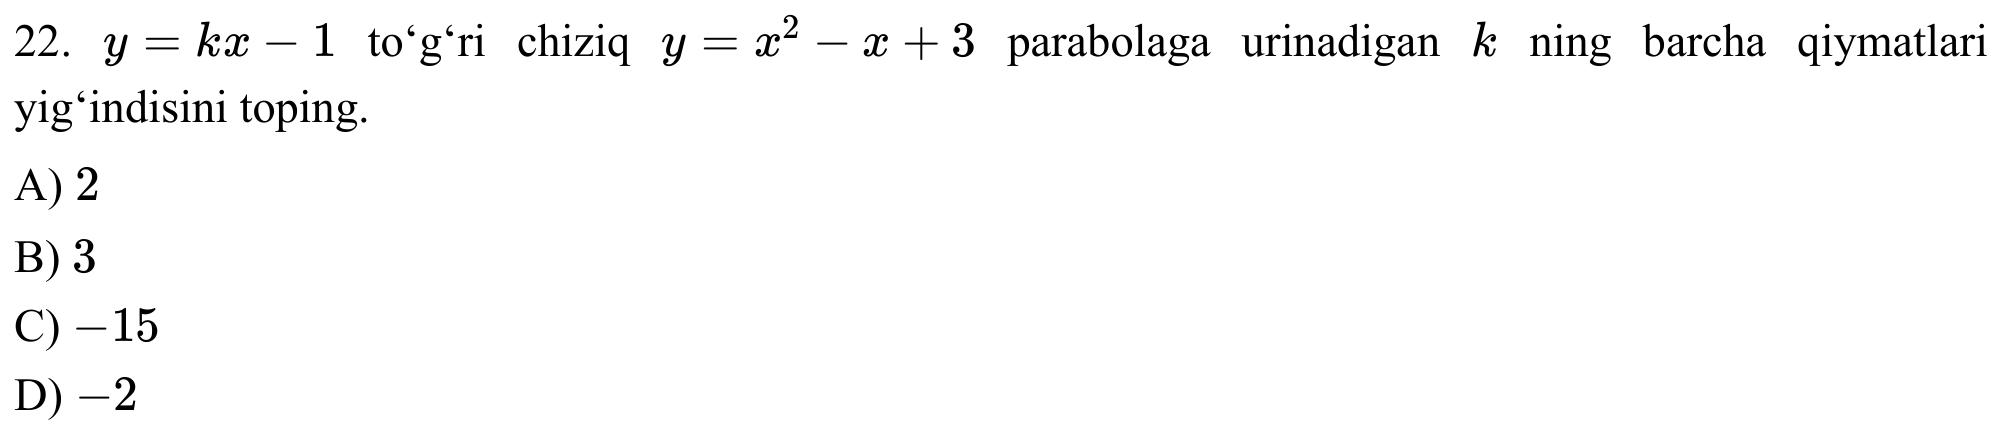 22. y = kx − 1 to‘g‘ri chiziq y = x² − x + 3 parabolaga urinadigan k ning barcha qiymatlari
yig‘indisini toping.
A) 2
B) 3
C) −15
D) −2